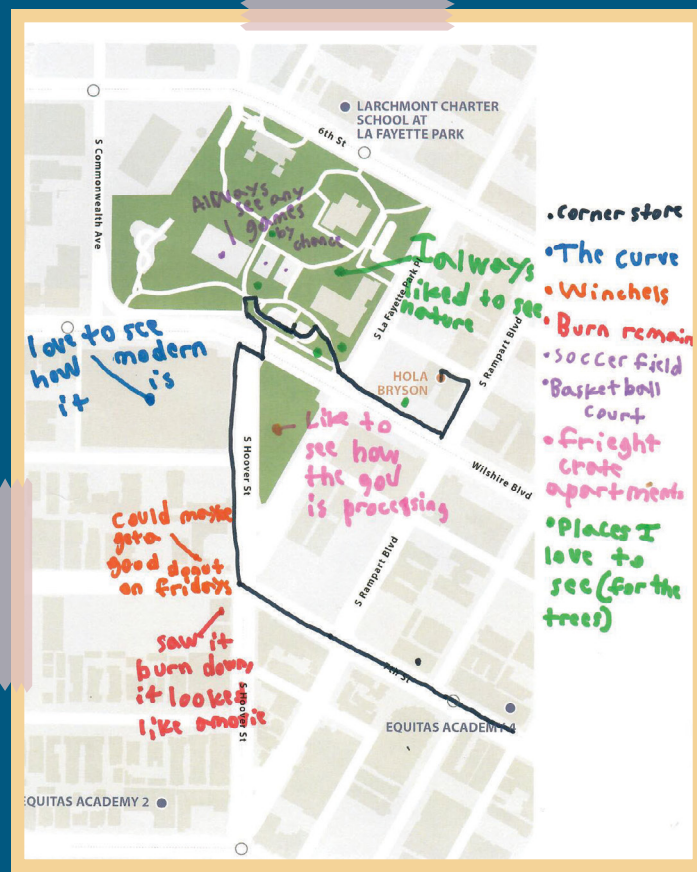 LARCHMONT CHARTER
SCHOOL AT
LA FAYETTE PARK
6th St
S Commonwealth Ave
Always
see any
games
by
chance
I always
liked to see
nature
S La Fayette Park Pl
S Rampart Blvd
HOLA
BRYSON
love to see
how modern
it is
S Hoover St
Like to
see how
the gov
is processing
Wilshire Blvd
could maybe
get a
good donut
on fridays
S Rampart Blvd
saw it
burn down,
it looked
like a movie
S Hoover St
7th St
EQUITAS ACADEMY 4
EQUITAS ACADEMY 2
• corner store
• The curve
• Winchels
• Burn remain
• Soccer field
• Basketball
court
• frieght
crate
apartments
• Places I
love to
see (for the
trees)